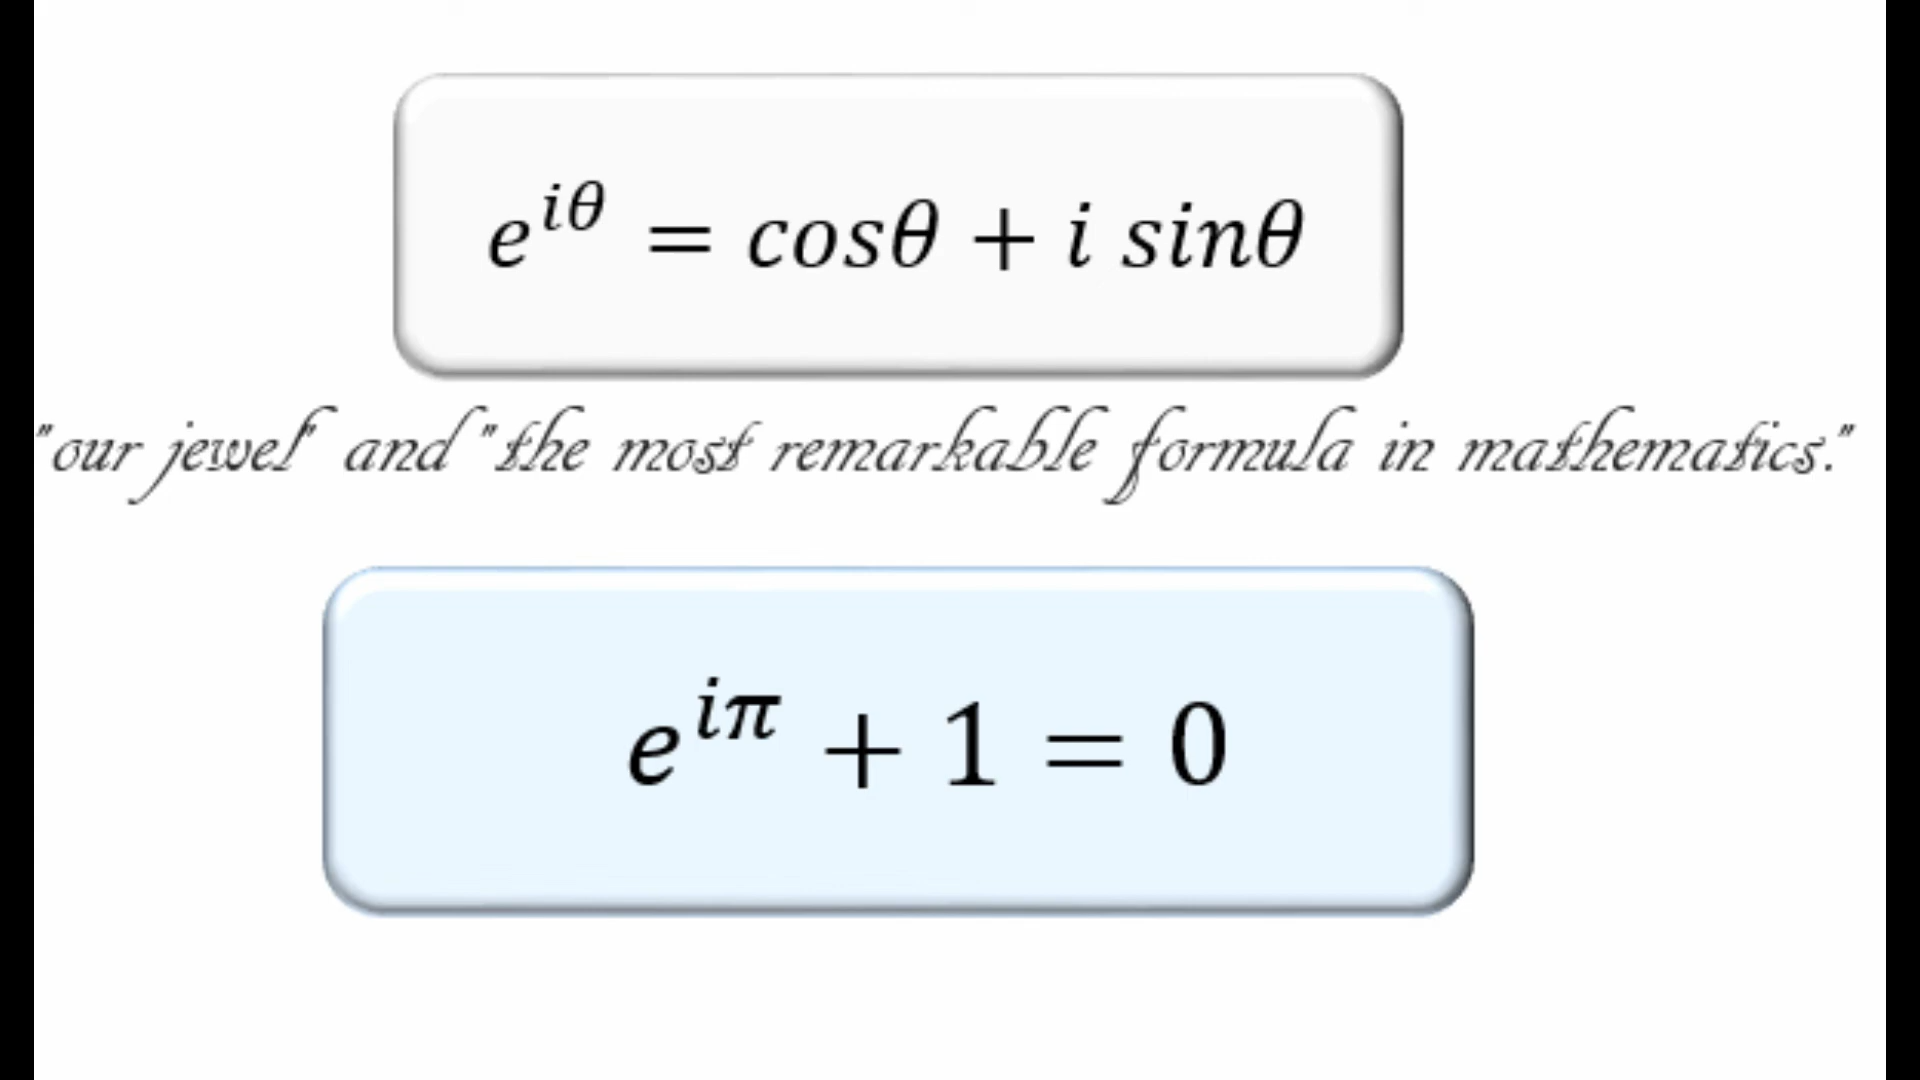 e^{iθ} = cosθ + i sinθ
"our jewel" and "the most remarkable formula in mathematics."
e^{iπ} + 1 = 0